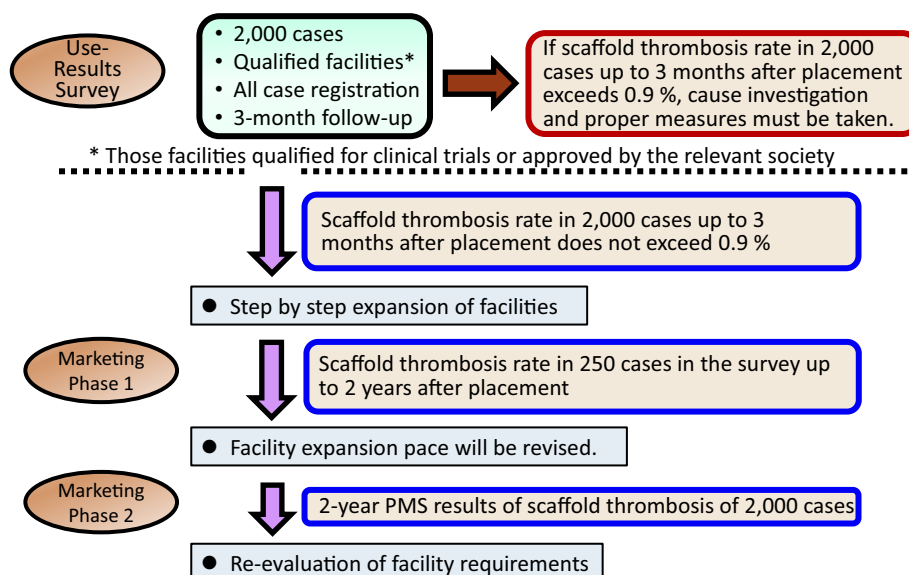 Use-
Results
Survey
• 2,000 cases
• Qualified facilities*
• All case registration
• 3-month follow-up
If scaffold thrombosis rate in 2,000
cases up to 3 months after placement
exceeds 0.9 %, cause investigation
and proper measures must be taken.
* Those facilities qualified for clinical trials or approved by the relevant society
Scaffold thrombosis rate in 2,000 cases up to 3
months after placement does not exceed 0.9 %
● Step by step expansion of facilities
Marketing
Phase 1
Scaffold thrombosis rate in 250 cases in the survey up
to 2 years after placement
● Facility expansion pace will be revised.
Marketing
Phase 2
2-year PMS results of scaffold thrombosis of 2,000 cases
● Re-evaluation of facility requirements